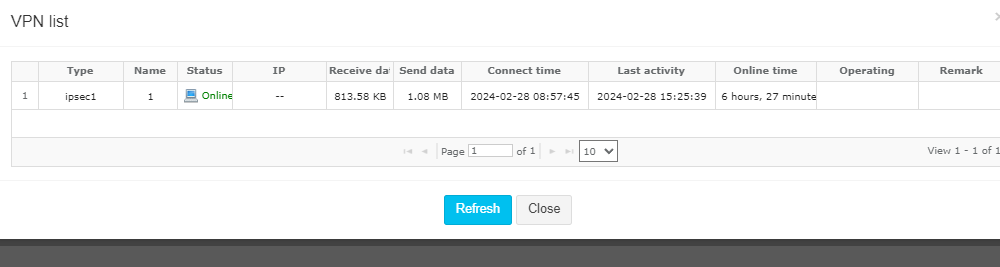 VPN list
Type Name Status IP Receive dat Send data Connect time Last activity Online time Operating Remark
1 ipsec1 1 Online -- 813.58 KB 1.08 MB 2024-02-28 08:57:45 2024-02-28 15:25:39 6 hours, 27 minute
Page 1 of 1 10 View 1 - 1 of 1
Refresh Close